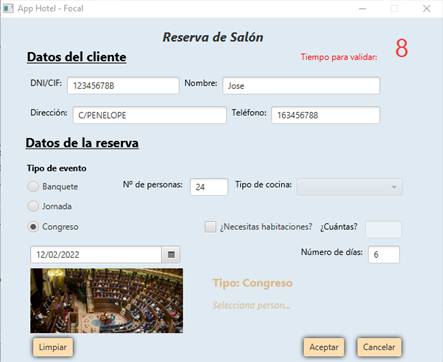 App Hotel - Focal
Reserva de Salón
Datos del cliente
Tiempo para validar: 8
DNI/CIF: 12345678B Nombre: Jose
Dirección: C/PENELOPE Teléfono: 163456788
Datos de la reserva
Tipo de evento
Banquete Nº de personas: 24 Tipo de cocina:
Jornada
Congreso ¿Necesitas habitaciones? ¿Cuántas?
12/02/2022 Número de días: 6
Tipo: Congreso
Selecciona person...
Limpiar Aceptar Cancelar